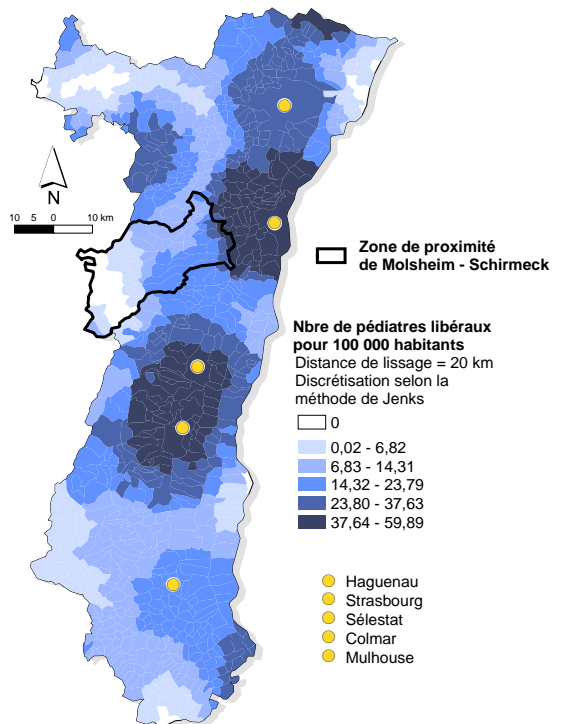 N
10 5 0 10 km
Zone de proximité
de Molsheim - Schirmeck
Nbre de pédiatres libéraux
pour 100 000 habitants
Distance de lissage = 20 km
Discrétisation selon la
méthode de Jenks
0
0,02 - 6,82
6,83 - 14,31
14,32 - 23,79
23,80 - 37,63
37,64 - 59,89
Haguenau
Strasbourg
Sélestat
Colmar
Mulhouse